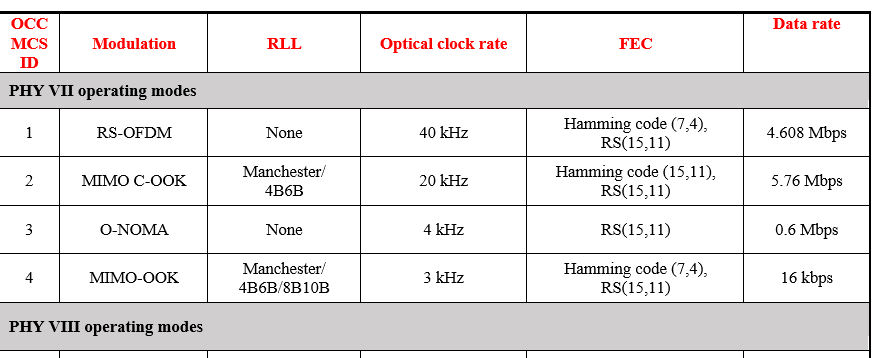 OCC MCS ID Modulation RLL Optical clock rate FEC Data rate
PHY VII operating modes
1 RS-OFDM None 40 kHz Hamming code (7,4), RS(15,11) 4.608 Mbps
2 MIMO C-OOK Manchester/ 4B6B 20 kHz Hamming code (15,11), RS(15,11) 5.76 Mbps
3 O-NOMA None 4 kHz RS(15,11) 0.6 Mbps
4 MIMO-OOK Manchester/ 4B6B/8B10B 3 kHz Hamming code (7,4), RS(15,11) 16 kbps
PHY VIII operating modes